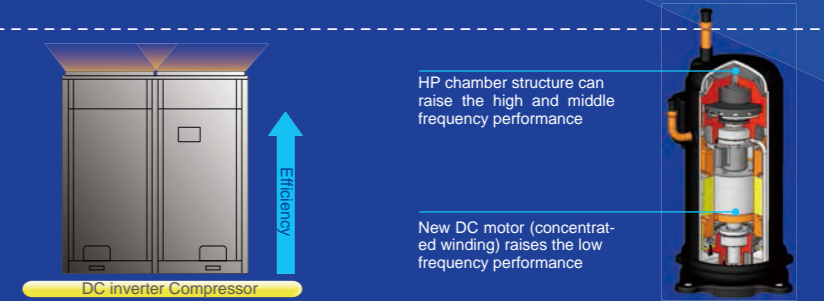 Efficiency
DC inverter Compressor
HP chamber structure can
raise the high and middle
frequency performance
New DC motor (concentrat-
ed winding) raises the low
frequency performance